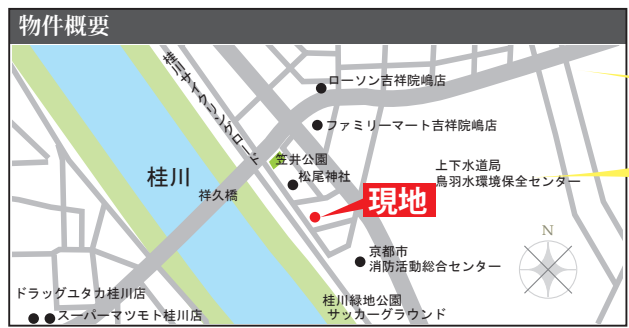 物件概要
桂川サイクリングロード
ローソン吉祥院嶋店
ファミリーマート吉祥院嶋店
笠井公園
松尾神社
上下水道局
鳥羽水環境保全センター
桂川
祥久橋
現地
N
京都市
消防活動総合センター
ドラッグユタカ桂川店
スーパーマツモト桂川店
桂川緑地公園
サッカーグラウンド